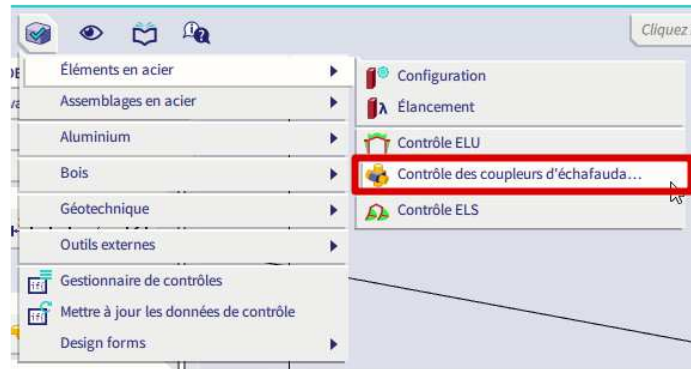 Cliquez
Éléments en acier
Configuration
Assemblages en acier
λ Élancement
Aluminium
Contrôle ELU
Bois
Contrôle des coupleurs d'échafauda...
Géotechnique
Contrôle ELS
Outils externes
Gestionnaire de contrôles
Mettre à jour les données de contrôle
Design forms